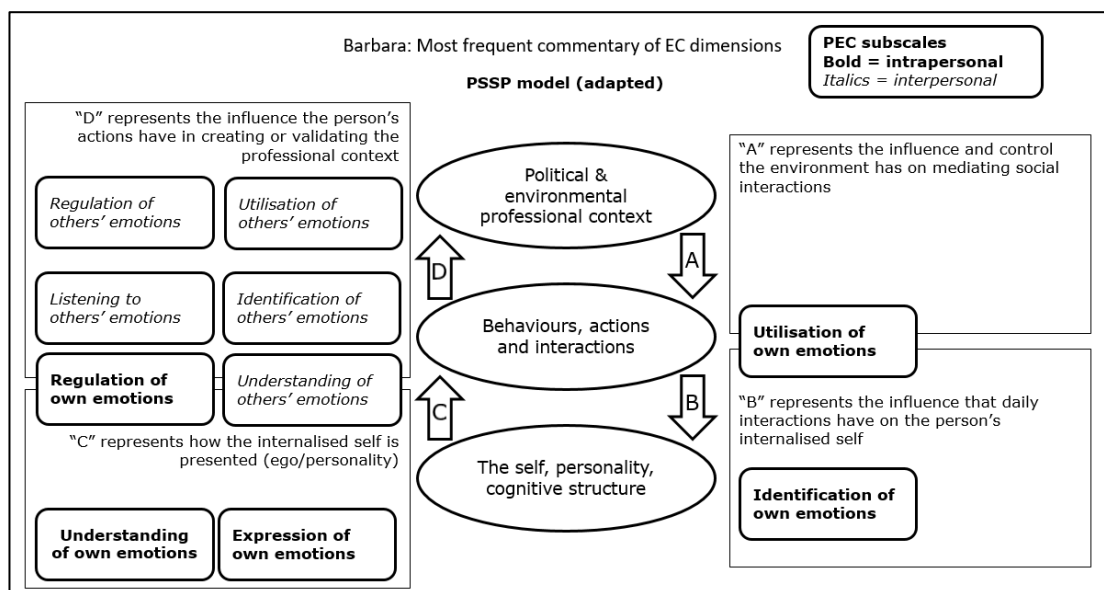 Barbara: Most frequent commentary of EC dimensions
PEC subscales
Bold = intrapersonal
Italics = interpersonal
PSSP model (adapted)
“D” represents the influence the person’s
actions have in creating or validating the
professional context
Regulation of
others’ emotions
Utilisation of
others’ emotions
Listening to
others’ emotions
Identification of
others’ emotions
Regulation of
own emotions
Understanding of
others’ emotions
“C” represents how the internalised self is
presented (ego/personality)
Understanding
of own emotions
Expression of
own emotions
Political &
environmental
professional context
D
A
Behaviours, actions
and interactions
C
B
The self, personality,
cognitive structure
“A” represents the influence and control
the environment has on mediating social
interactions
Utilisation of
own emotions
“B” represents the influence that daily
interactions have on the person’s
internalised self
Identification of
own emotions